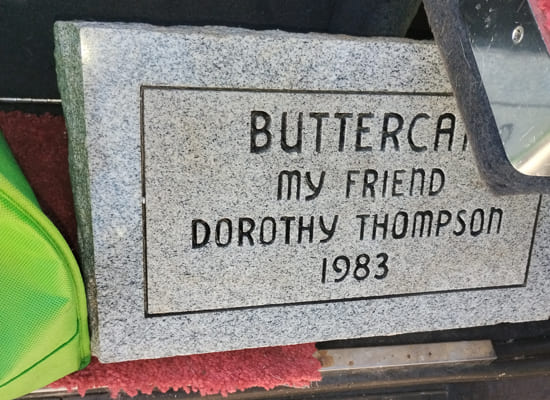 BUTTERCA
MY FRIEND
DOROTHY THOMPSON
1983